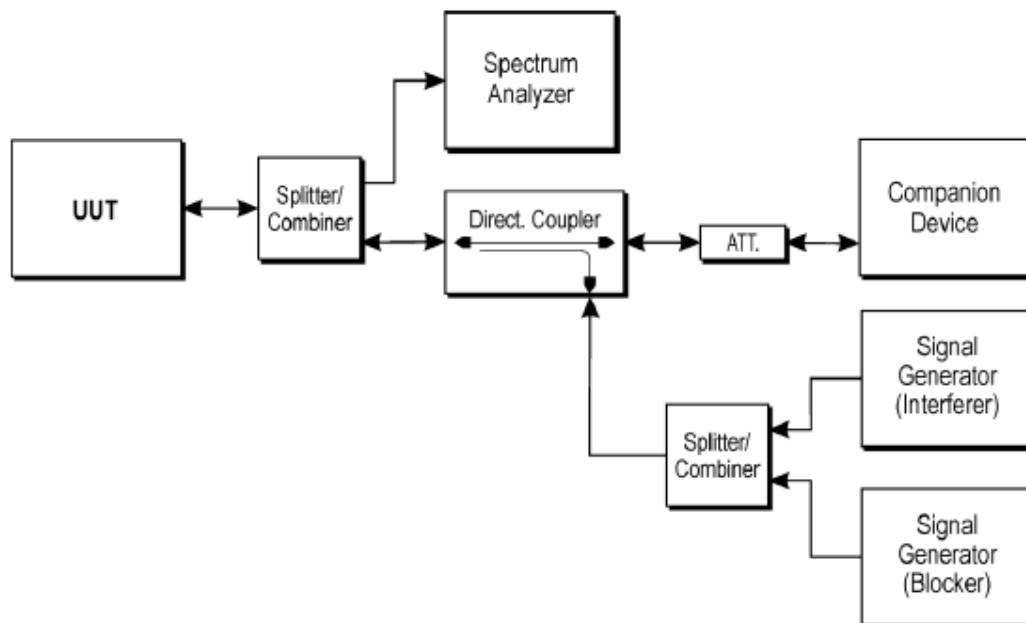 Spectrum
Analyzer
UUT
Splitter/
Combiner
Direct. Coupler
ATT.
Companion
Device
Signal
Generator
(Interferer)
Splitter/
Combiner
Signal
Generator
(Blocker)